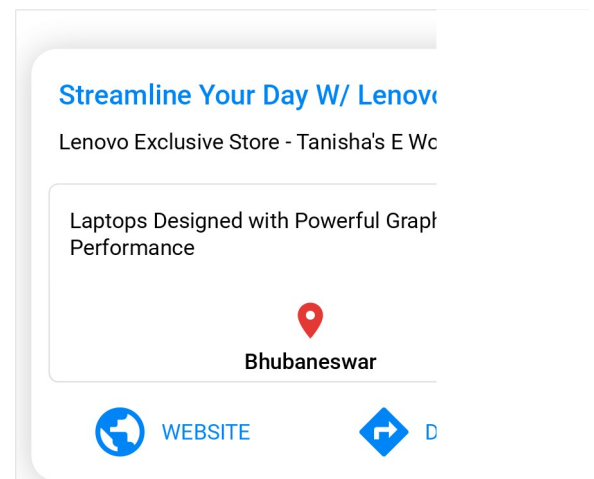 Streamline Your Day W/
Lenovo Exclusive Store - Tanisha's E
Laptops Designed with Powerful
Performance
Bhubaneswar
WEBSITE